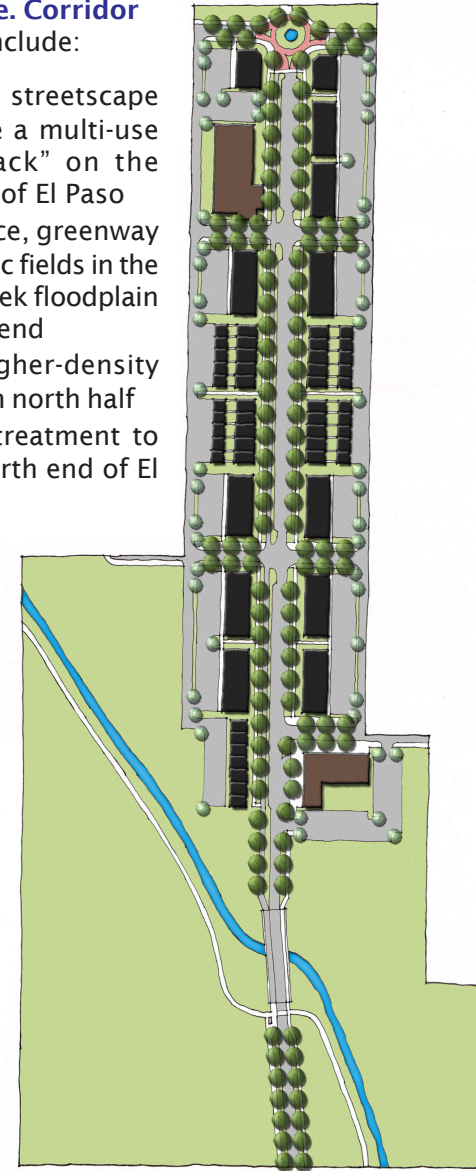 e. Corridor
nclude:
streetscape
e a multi-use
ack” on the
of El Paso
ce, greenway
c fields in the
ek floodplain
end
gher-density
n north half
treatment to
rth end of El